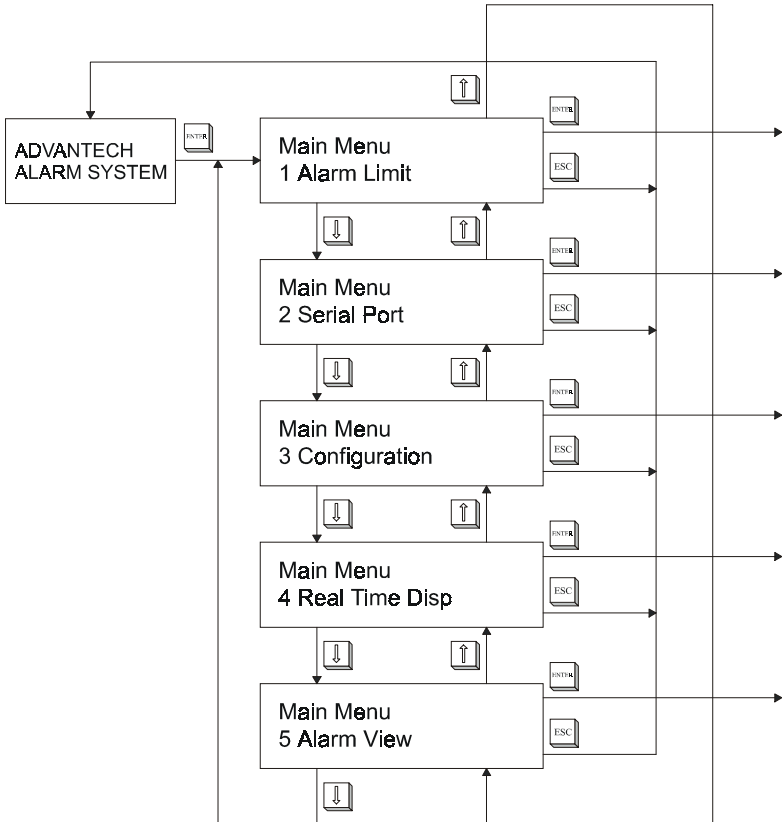 ENTER
ADVANTECH
ALARM SYSTEM
ENTER
Main Menu
1 Alarm Limit
ESC
ENTER
Main Menu
2 Serial Port
ESC
ENTER
Main Menu
3 Configuration
ESC
ENTER
Main Menu
4 Real Time Disp
ESC
ENTER
Main Menu
5 Alarm View
ESC